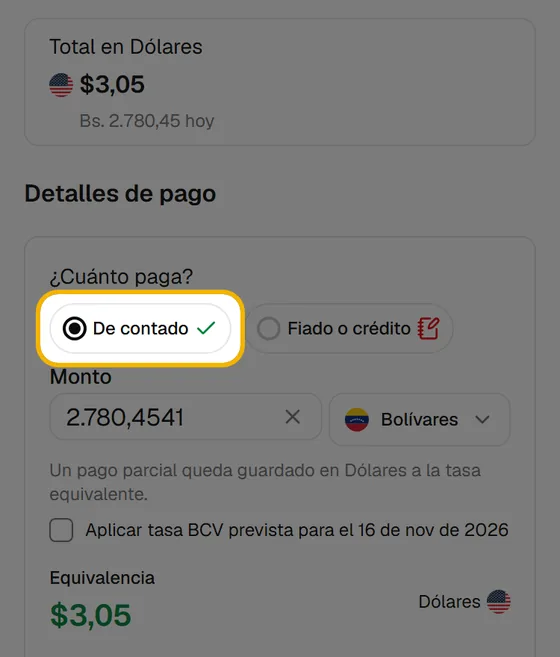 Total en Dólares
$3,05
Bs. 2.780,45 hoy
Detalles de pago
¿Cuánto paga?
De contado
Fiado o crédito
Monto
2.780,4541
Bolívares
Un pago parcial queda guardado en Dólares a la tasa
equivalente.
Aplicar tasa BCV prevista para el 16 de nov de 2026
Equivalencia
$3,05
Dólares